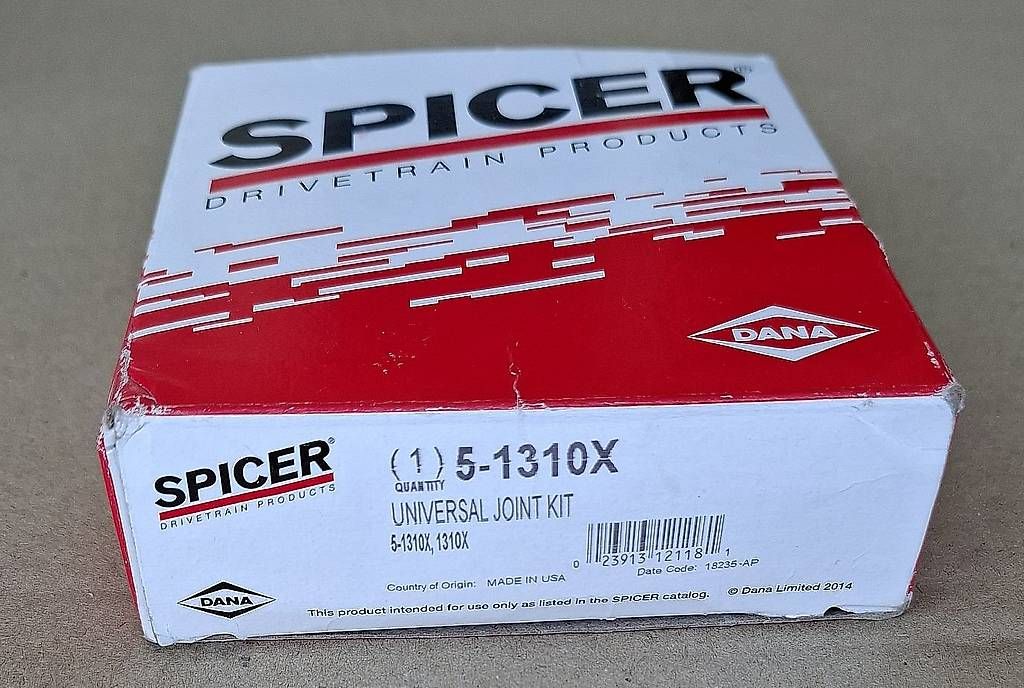 SPICER®
DRIVETRAIN PRODUCTS
DANA
SPICER®
DRIVETRAIN PRODUCTS
(1) 5-1310X
QUANTITY
UNIVERSAL JOINT KIT
5-1310X, 1310X
0 23913 12118 1
Date Code: 18235-AP
Country of Origin: MADE IN USA
DANA
This product intended for use only as listed in the SPICER catalog. © Dana Limited 2014